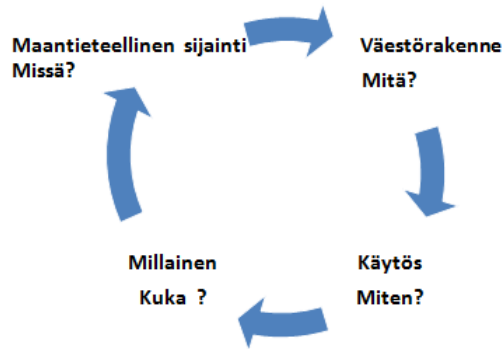 Maantieteellinen sijainti
Missä?
Väestörakenne
Mitä?
Käytös
Miten?
Millainen
Kuka ?